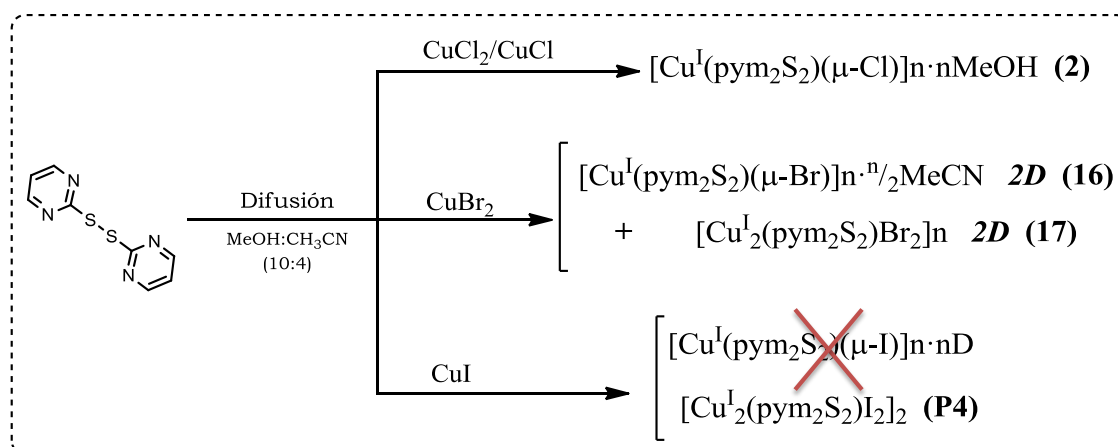 CuCl₂/CuCl
[Cuᴵ(pym₂S₂)(μ-Cl)]n·nMeOH (2)
N
N
S
S
N
N
Difusión
MeOH:CH₃CN
(10:4)
CuBr₂
[Cuᴵ(pym₂S₂)(μ-Br)]n·ⁿ/₂MeCN 2D (16)
+ [Cuᴵ₂(pym₂S₂)Br₂]n 2D (17)
CuI
[Cuᴵ(pym₂S₂)(μ-I)]n·nD
[Cuᴵ₂(pym₂S₂)I₂]₂ (P4)